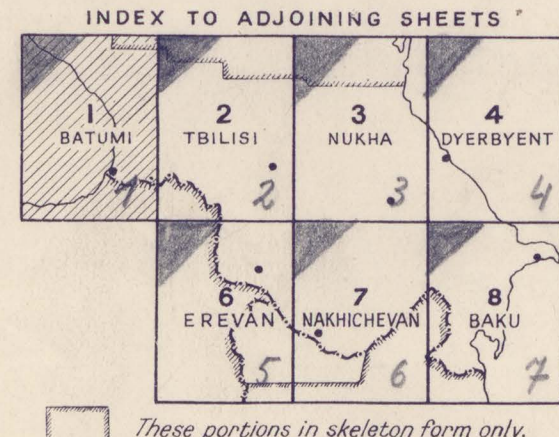 INDEX TO ADJOINING SHEETS
1 2 3 4
BATUMI TBILISI NUKHA DYERBYENT
1 2 3 4
6 7 8
EREVAN NAKHICHEVAN BAKU
5 6 7
These portions in skeleton form only.